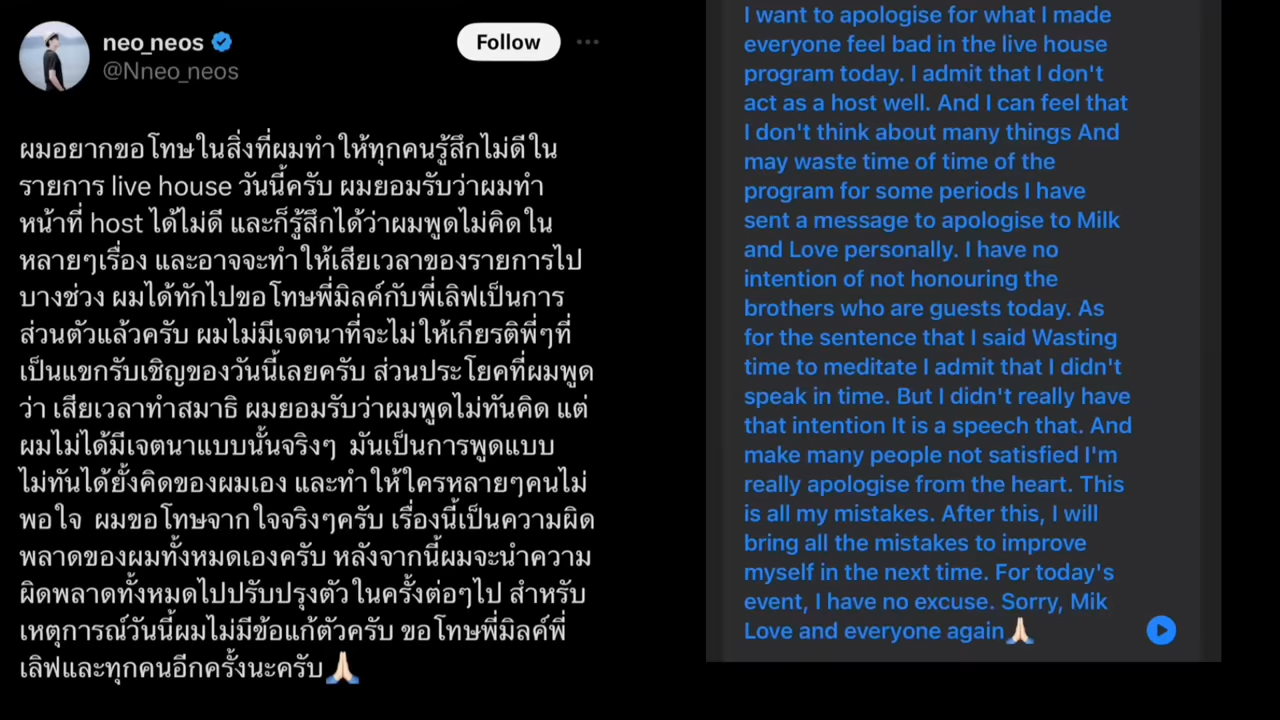 neo_neos
@Nneo_neos
Follow
ผมอยากขอโทษในสิ่งที่ผมทำให้ทุกคนรู้สึกไม่ดีใน
รายการ live house วันนี้ครับ ผมยอมรับว่าผมทำ
หน้าที่ host ได้ไม่ดี และก็รู้สึกได้ว่าผมพูดไม่คิดใน
หลายๆเรื่อง และอาจจะทำให้เสียเวลาของรายการไป
บางช่วง ผมได้ทักไปขอโทษพี่มิลค์กับพี่เลิฟเป็นการ
ส่วนตัวแล้วครับ ผมไม่มีเจตนาที่จะไม่ให้เกียรติพี่ๆที่
เป็นแขกรับเชิญของวันนี้เลยครับ ส่วนประโยคที่ผมพูด
ว่า เสียเวลาทำสมาธิ ผมยอมรับว่าผมพูดไม่ทันคิด แต่
ผมไม่ได้มีเจตนาแบบนั้นจริงๆ มันเป็นการพูดแบบ
ไม่ทันได้ยั้งคิดของผมเอง และทำให้ใครหลายๆคนไม่
พอใจ ผมขอโทษจากใจจริงๆครับ เรื่องนี้เป็นความผิด
พลาดของผมทั้งหมดเองครับ หลังจากนี้ผมจะนำความ
ผิดพลาดทั้งหมดไปปรับปรุงตัวในครั้งต่อๆไป สำหรับ
เหตุการณ์วันนี้ผมไม่มีข้อแก้ตัวครับ ขอโทษพี่มิลค์พี่
เลิฟและทุกคนอีกครั้งนะครับ🙏🏻
I want to apologise for what I made
everyone feel bad in the live house
program today. I admit that I don't
act as a host well. And I can feel that
I don't think about many things And
may waste time of time of the
program for some periods I have
sent a message to apologise to Milk
and Love personally. I have no
intention of not honouring the
brothers who are guests today. As
for the sentence that I said Wasting
time to meditate I admit that I didn't
speak in time. But I didn't really have
that intention It is a speech that. And
make many people not satisfied I'm
really apologise from the heart. This
is all my mistakes. After this, I will
bring all the mistakes to improve
myself in the next time. For today's
event, I have no excuse. Sorry, Mik
Love and everyone again🙏🏻